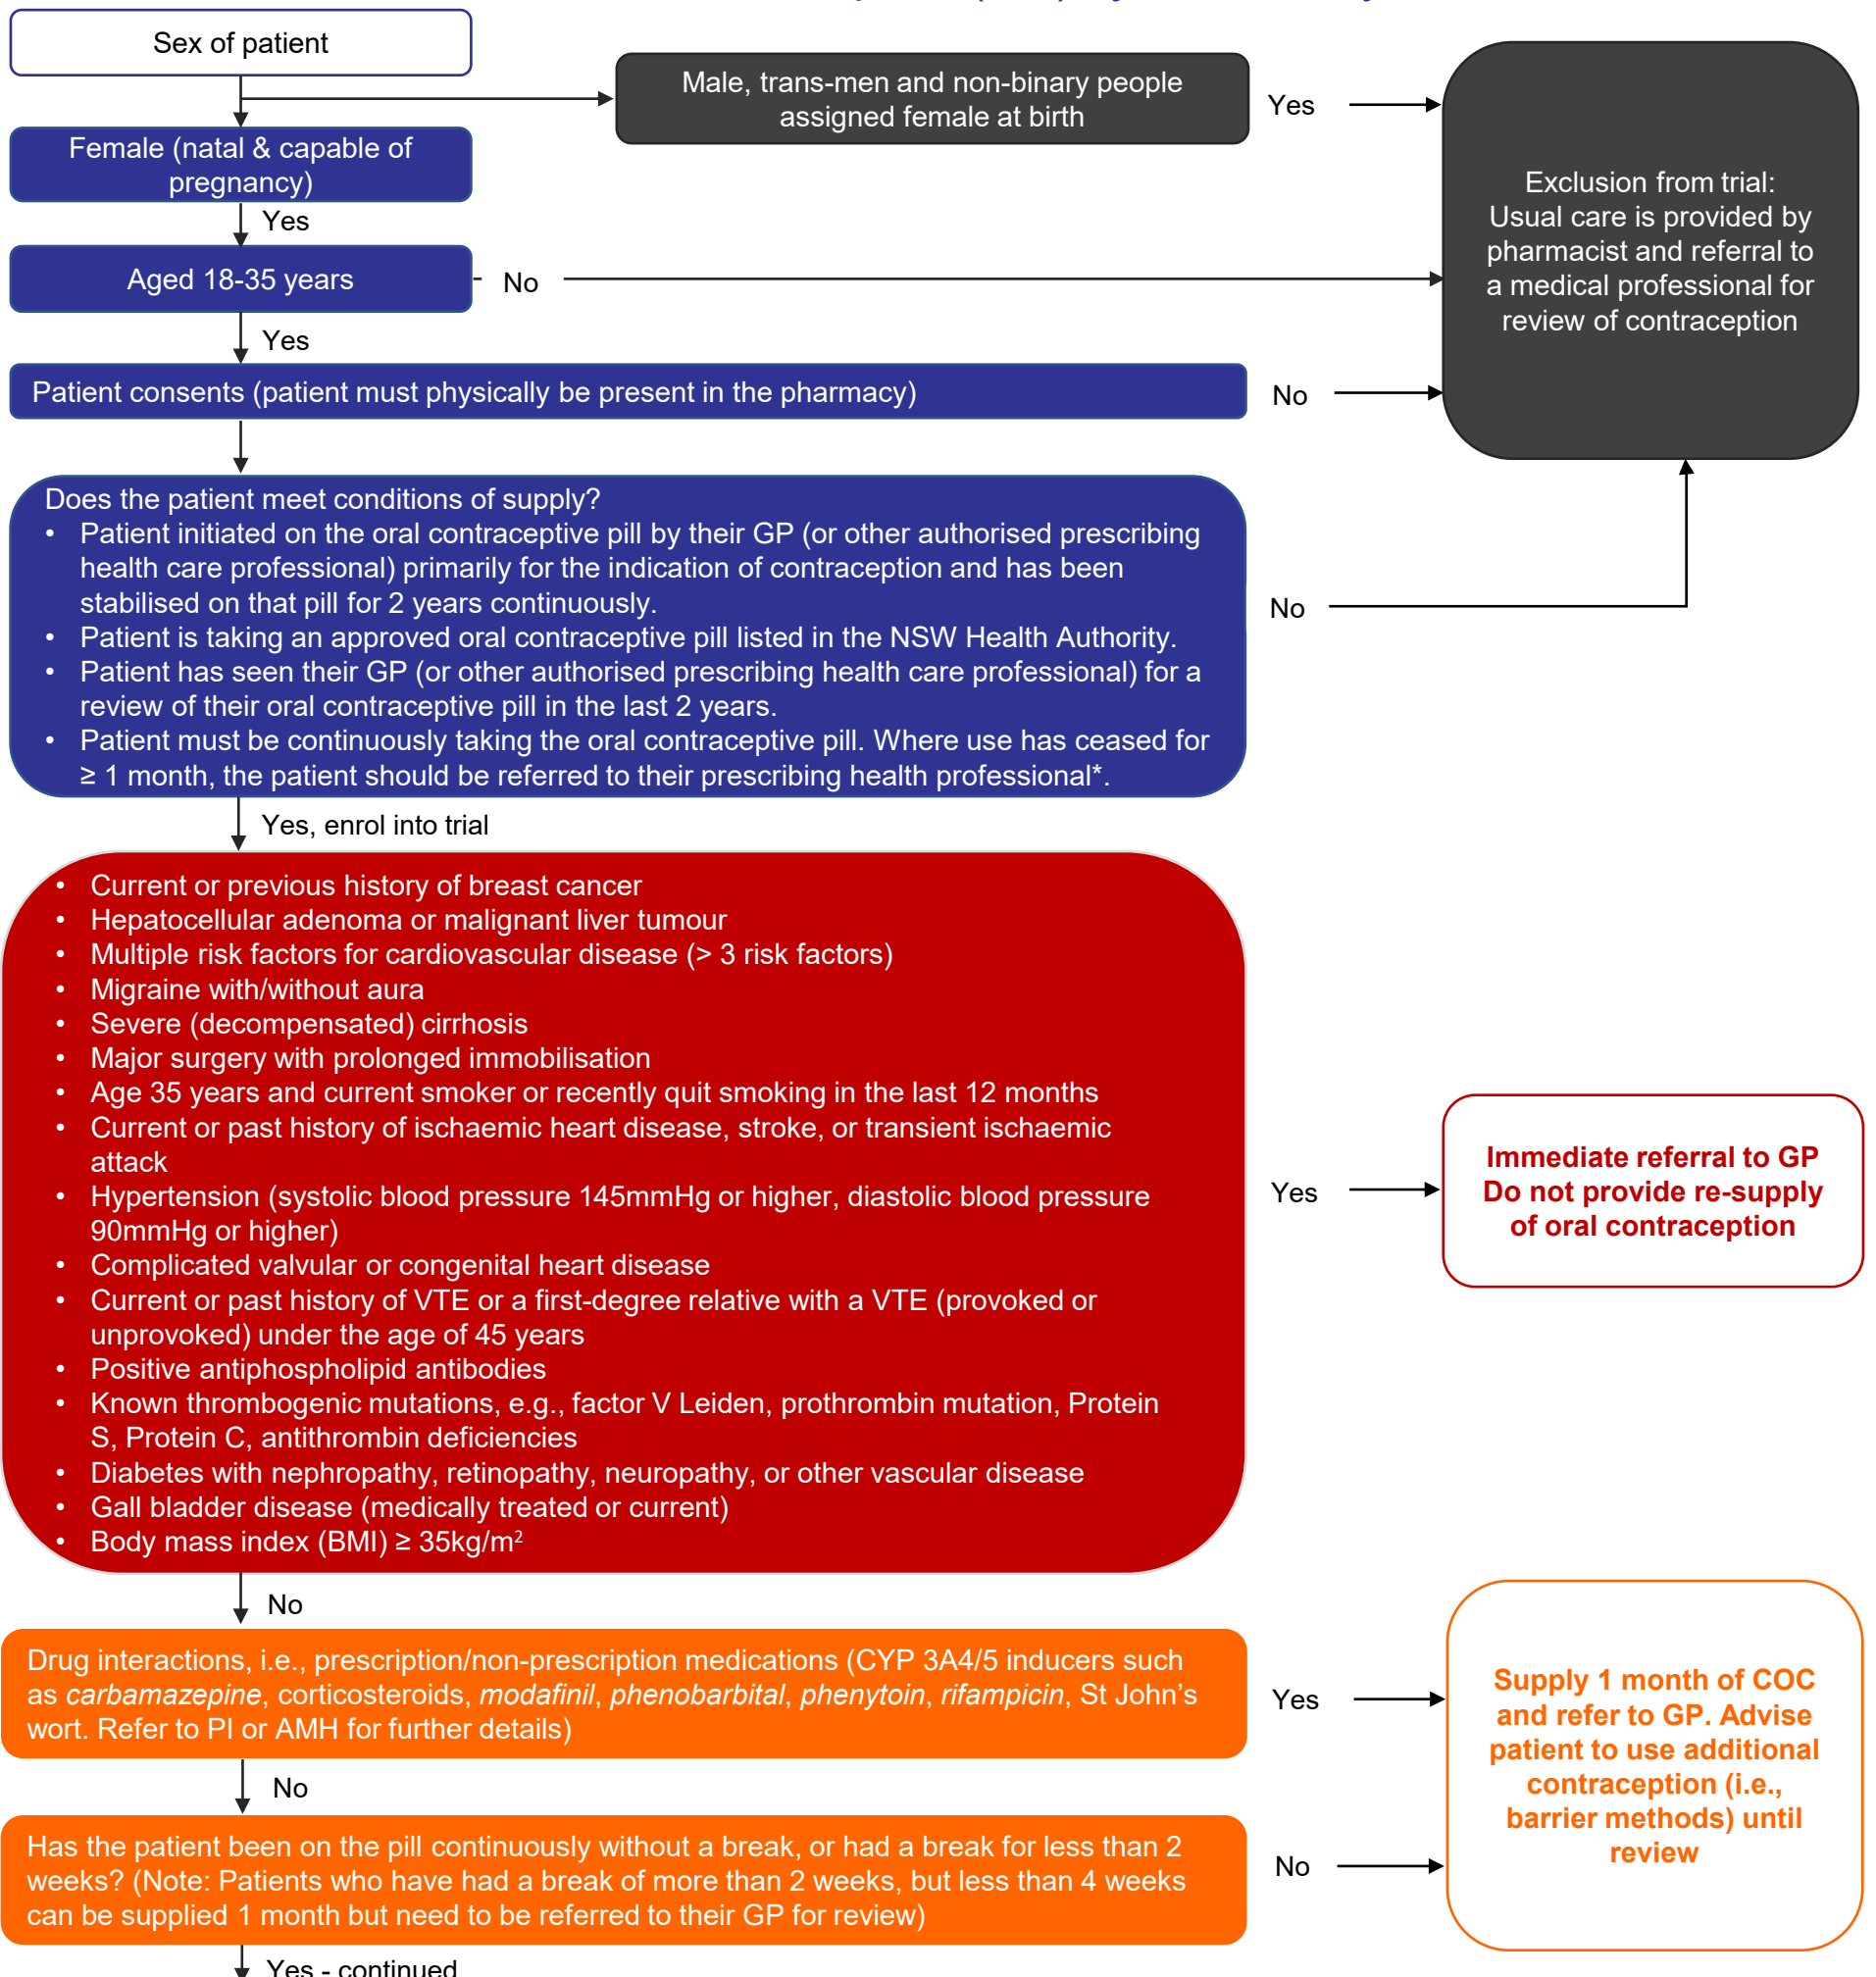 Sex of patient
Male, trans-men and non-binary people
assigned female at birth
Yes
Exclusion from trial:
Usual care is provided by
pharmacist and referral to
a medical professional for
review of contraception
Female (natal & capable of
pregnancy)
Yes
Aged 18-35 years
No
Yes
Patient consents (patient must physically be present in the pharmacy)
No
Does the patient meet conditions of supply?
• Patient initiated on the oral contraceptive pill by their GP (or other authorised prescribing
health care professional) primarily for the indication of contraception and has been
stabilised on that pill for 2 years continuously.
• Patient is taking an approved oral contraceptive pill listed in the NSW Health Authority.
• Patient has seen their GP (or other authorised prescribing health care professional) for a
review of their oral contraceptive pill in the last 2 years.
• Patient must be continuously taking the oral contraceptive pill. Where use has ceased for
≥ 1 month, the patient should be referred to their prescribing health professional*.
No
Yes, enrol into trial
• Current or previous history of breast cancer
• Hepatocellular adenoma or malignant liver tumour
• Multiple risk factors for cardiovascular disease (> 3 risk factors)
• Migraine with/without aura
• Severe (decompensated) cirrhosis
• Major surgery with prolonged immobilisation
• Age 35 years and current smoker or recently quit smoking in the last 12 months
• Current or past history of ischaemic heart disease, stroke, or transient ischaemic
attack
• Hypertension (systolic blood pressure 145mmHg or higher, diastolic blood pressure
90mmHg or higher)
• Complicated valvular or congenital heart disease
• Current or past history of VTE or a first-degree relative with a VTE (provoked or
unprovoked) under the age of 45 years
• Positive antiphospholipid antibodies
• Known thrombogenic mutations, e.g., factor V Leiden, prothrombin mutation, Protein
S, Protein C, antithrombin deficiencies
• Diabetes with nephropathy, retinopathy, neuropathy, or other vascular disease
• Gall bladder disease (medically treated or current)
• Body mass index (BMI) ≥ 35kg/m²
Yes
Immediate referral to GP
Do not provide re-supply
of oral contraception
No
Drug interactions, i.e., prescription/non-prescription medications (CYP 3A4/5 inducers such
as carbamazepine, corticosteroids, modafinil, phenobarbital, phenytoin, rifampicin, St John's
wort. Refer to PI or AMH for further details)
Yes
Supply 1 month of COC
and refer to GP. Advise
patient to use additional
contraception (i.e.,
barrier methods) until
review
No
Has the patient been on the pill continuously without a break, or had a break for less than 2
weeks? (Note: Patients who have had a break of more than 2 weeks, but less than 4 weeks
can be supplied 1 month but need to be referred to their GP for review)
No
Yes - continued